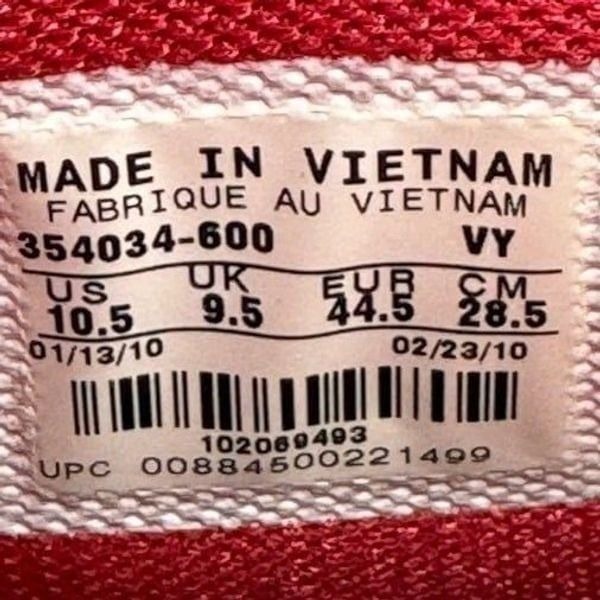 MADE IN VIETNAM
FABRIQUE AU VIETNAM
354034-600 VY
US UK EUR CM
10.5 9.5 44.5 28.5
01/13/10 02/23/10
102069493
UPC 00884500221499